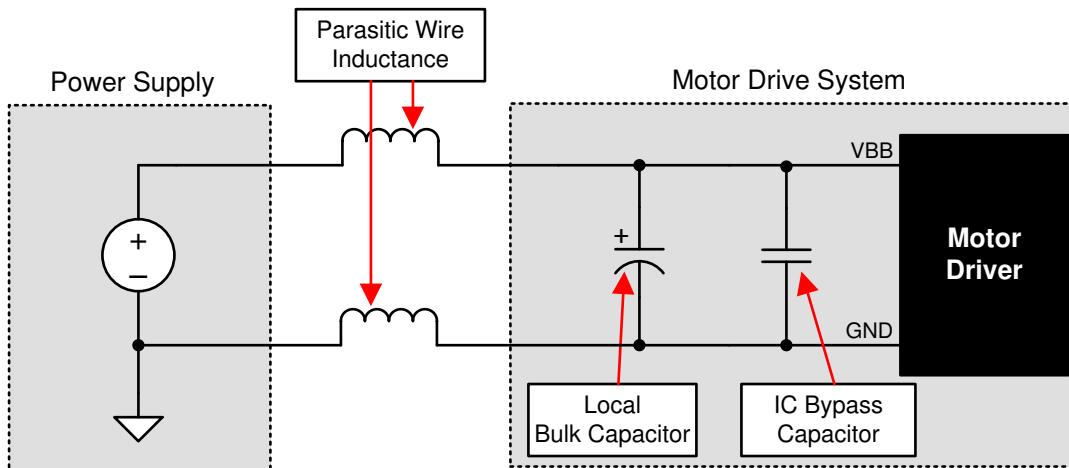 Parasitic Wire
Inductance
Power Supply
Motor Drive System
VBB
+
–
+
Motor
Driver
GND
Local
Bulk Capacitor
IC Bypass
Capacitor